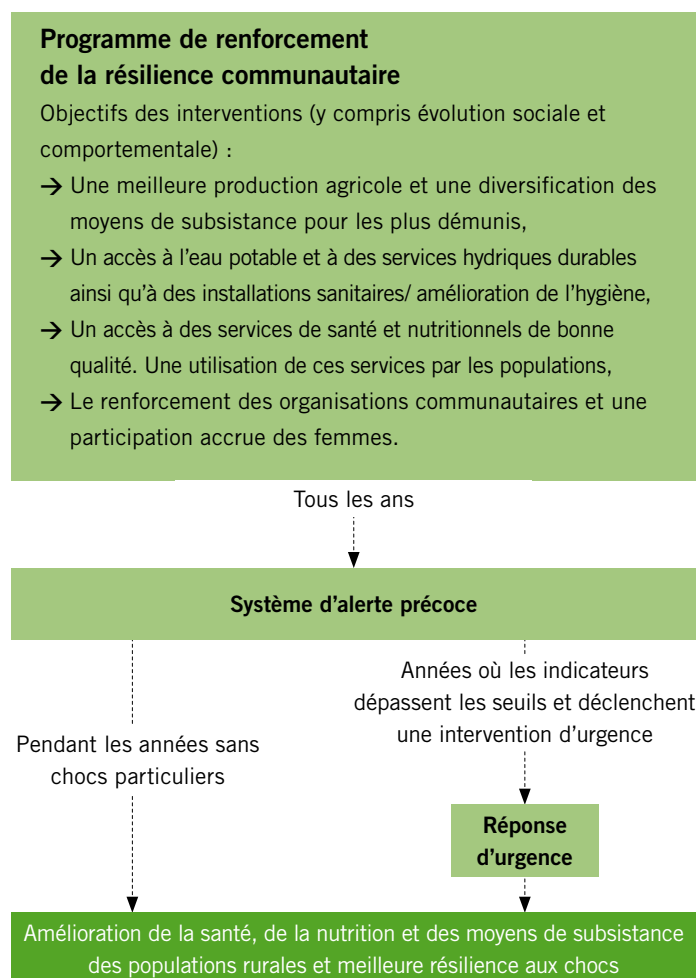 Programme de renforcement
de la résilience communautaire
Objectifs des interventions (y compris évolution sociale et
comportementale) :
→ Une meilleure production agricole et une diversification des
moyens de subsistance pour les plus démunis,
→ Un accès à l’eau potable et à des services hydriques durables
ainsi qu’à des installations sanitaires/ amélioration de l’hygiène,
→ Un accès à des services de santé et nutritionnels de bonne
qualité. Une utilisation de ces services par les populations,
→ Le renforcement des organisations communautaires et une
participation accrue des femmes.
Tous les ans
Système d’alerte précoce
Pendant les années sans
chocs particuliers
Années où les indicateurs
dépassent les seuils et déclenchent
une intervention d’urgence
Réponse
d’urgence
Amélioration de la santé, de la nutrition et des moyens de subsistance
des populations rurales et meilleure résilience aux chocs